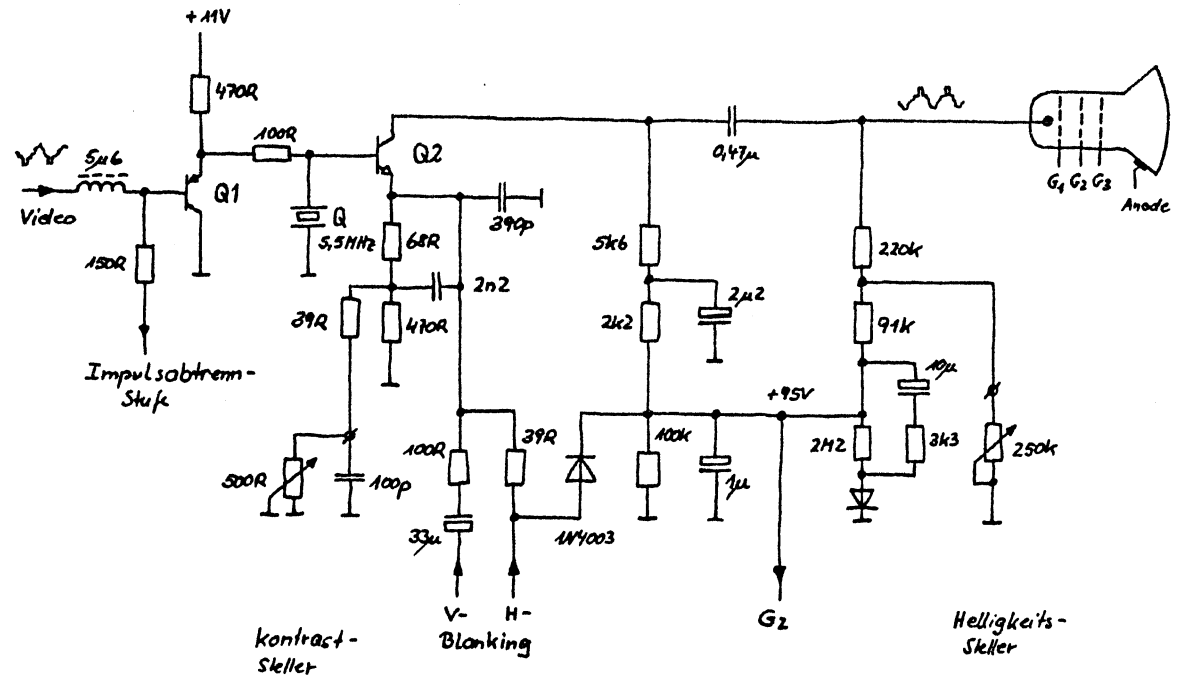 +11V
470R
100R
5µ6
Q1
Video
150R
Impulsabtrenn-
Stufe
Q2
Q
5,5MHz
68R
390p
2n2
39R
470R
500R
100p
Kontrast-
Steller
100R
39R
33µ
V-
H-
Blanking
1N4003
0,47µ
5k6
2k2
2µ2
100k
1µ
+95V
G2
220k
91k
10µ
2M2
3k3
250k
Helligkeits-
Steller
G1 G2 G3
Anode